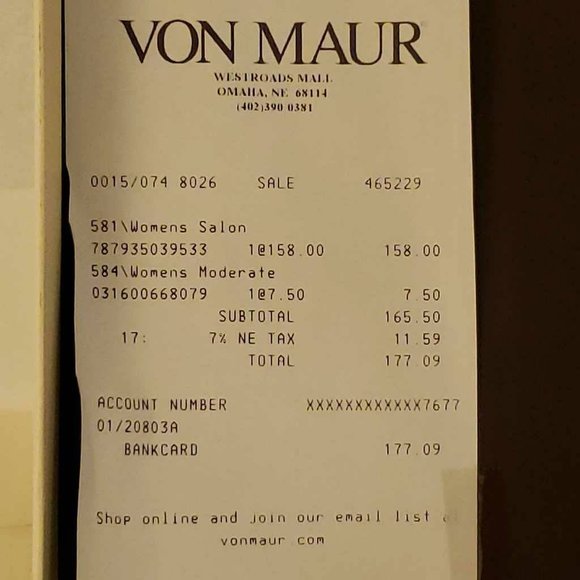 VON MAUR
WESTROADS MALL
OMAHA, NE 68114
(402)390-0381
0015/074 8026 SALE 465229
581\Womens Salon
787935039533 1@158.00 158.00
584\Womens Moderate
031600668079 1@7.50 7.50
SUBTOTAL 165.50
17: 7% NE TAX 11.59
TOTAL 177.09
ACCOUNT NUMBER XXXXXXXXXXXX7677
01/20803A
BANKCARD 177.09
Shop online and join our email list
vonmaur.com